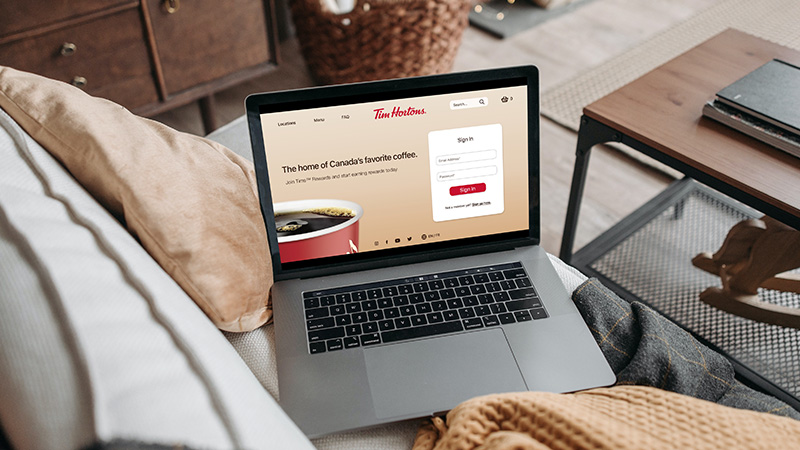 Locations
Menu
FAQ
Tim Hortons.
Search...
0
The home of Canada's favorite coffee.
Join Tims™ Rewards and start earning rewards today
Sign In
Email Address*
Password*
Sign In
Not a member yet? Sign up here.
EN / FR